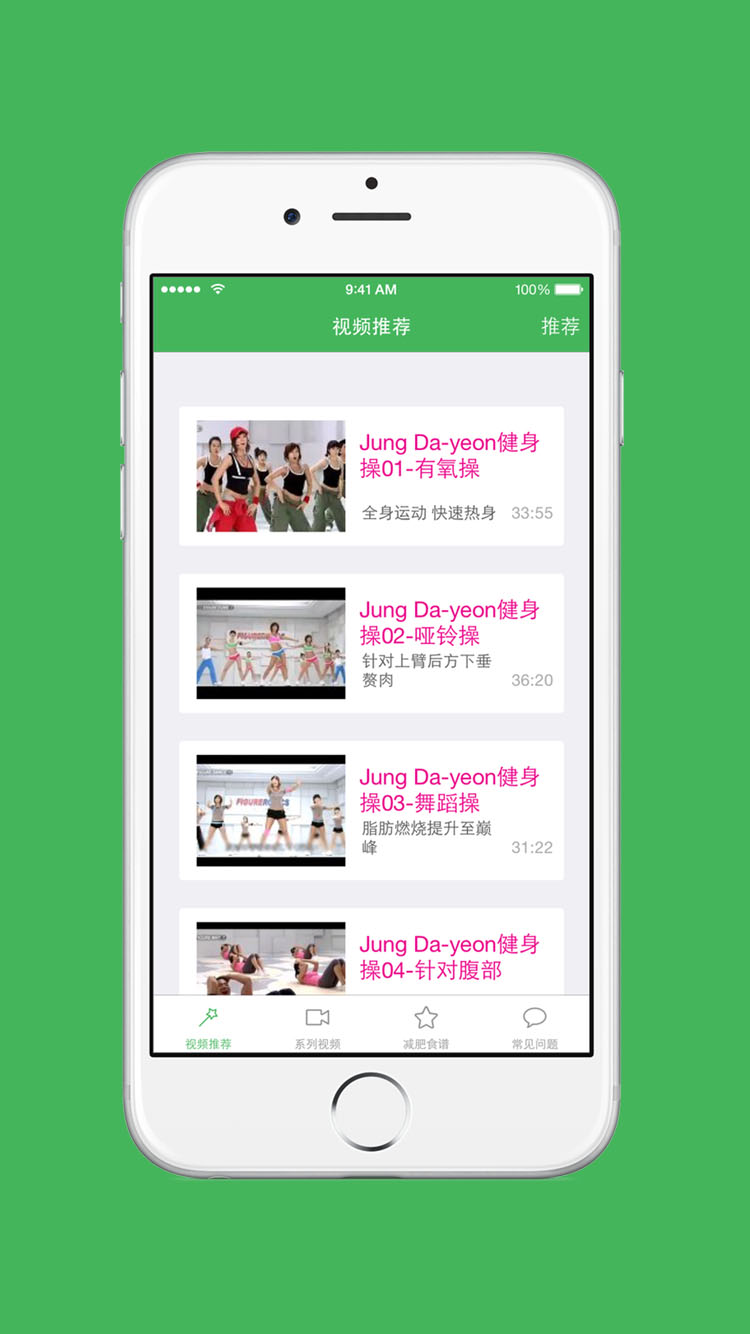 9:41 AM
100%
视频推荐
推荐
Jung Da-yeon健身
操01-有氧操
全身运动 快速热身
33:55
FIGUREROBICS
Jung Da-yeon健身
操02-哑铃操
针对上臂后方下垂
赘肉
36:20
FIGUREROBICS
Jung Da-yeon健身
操03-舞蹈操
脂肪燃烧提升至巅
峰
31:22
Jung Da-yeon健身
操04-针对腹部
视频推荐
系列视频
减肥食谱
常见问题